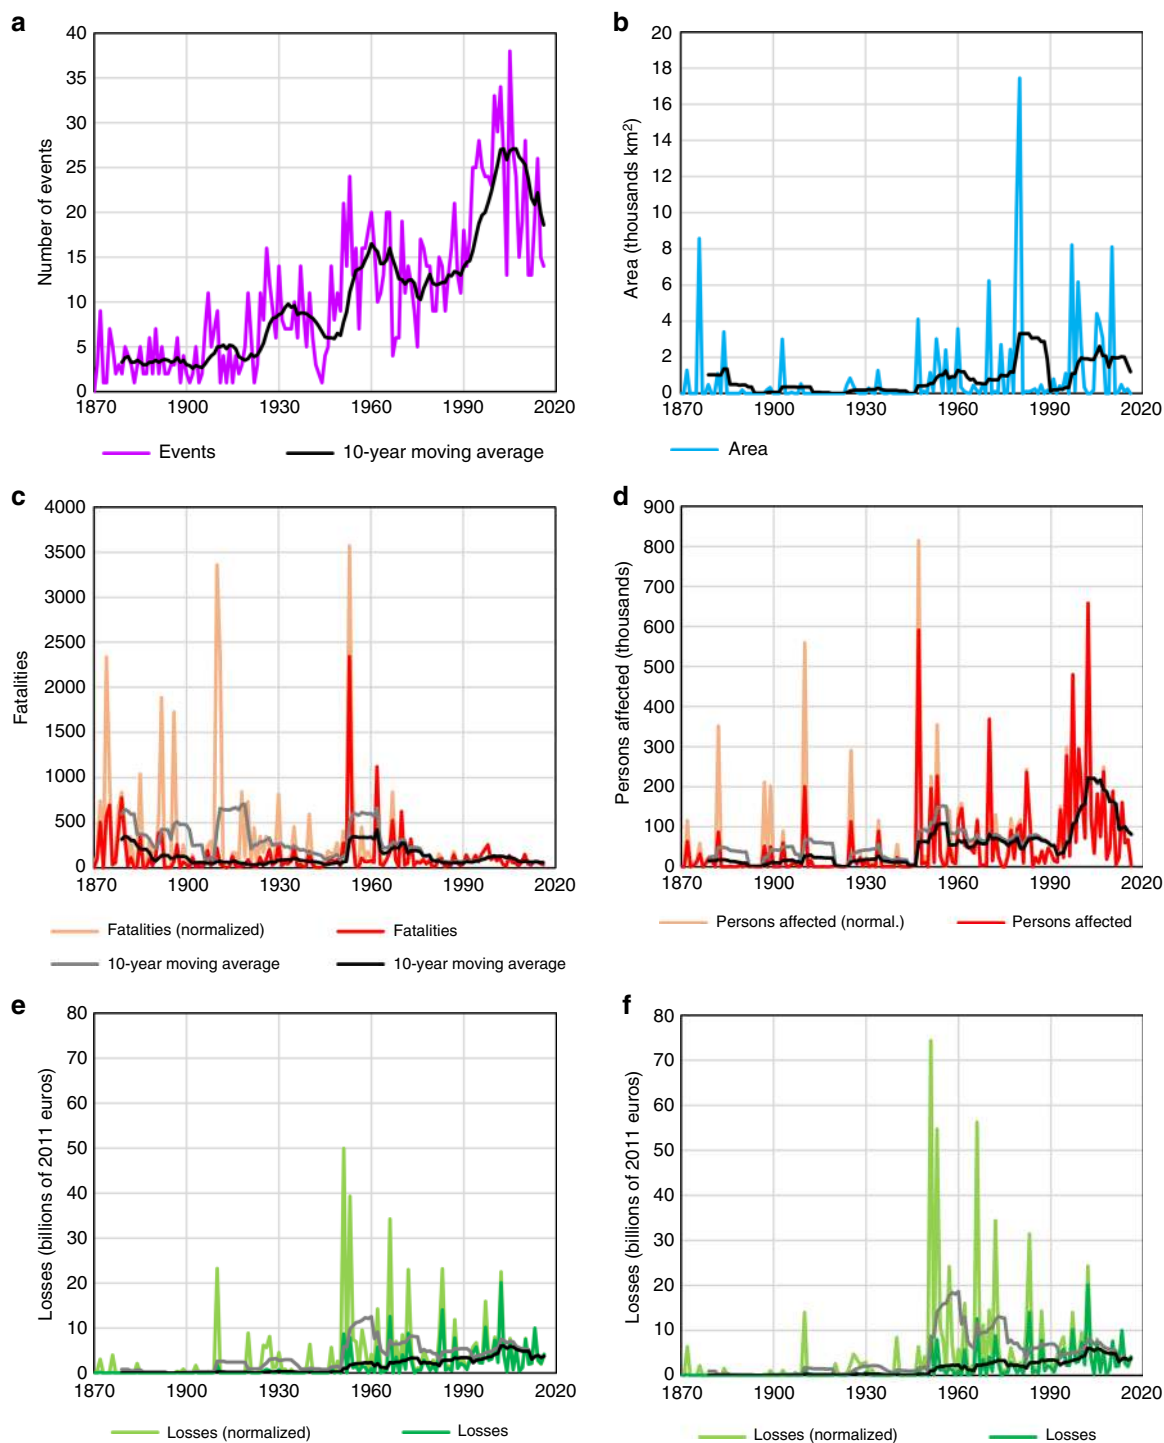 a
Number of events
40
35
30
25
20
15
10
5
0
1870 1900 1930 1960 1990 2020
Events 10-year moving average
b
Area (thousands km²)
20
18
16
14
12
10
8
6
4
2
0
1870 1900 1930 1960 1990 2020
Area
c
Fatalities
4000
3500
3000
2500
2000
1500
1000
500
0
1870 1900 1930 1960 1990 2020
Fatalities (normalized) Fatalities
10-year moving average 10-year moving average
d
Persons affected (thousands)
900
800
700
600
500
400
300
200
100
0
1870 1900 1930 1960 1990 2020
Persons affected (normal.) Persons affected
e
Losses (billions of 2011 euros)
80
70
60
50
40
30
20
10
0
1870 1900 1930 1960 1990 2020
Losses (normalized) Losses
f
Losses (billions of 2011 euros)
80
70
60
50
40
30
20
10
0
1870 1900 1930 1960 1990 2020
Losses (normalized) Losses